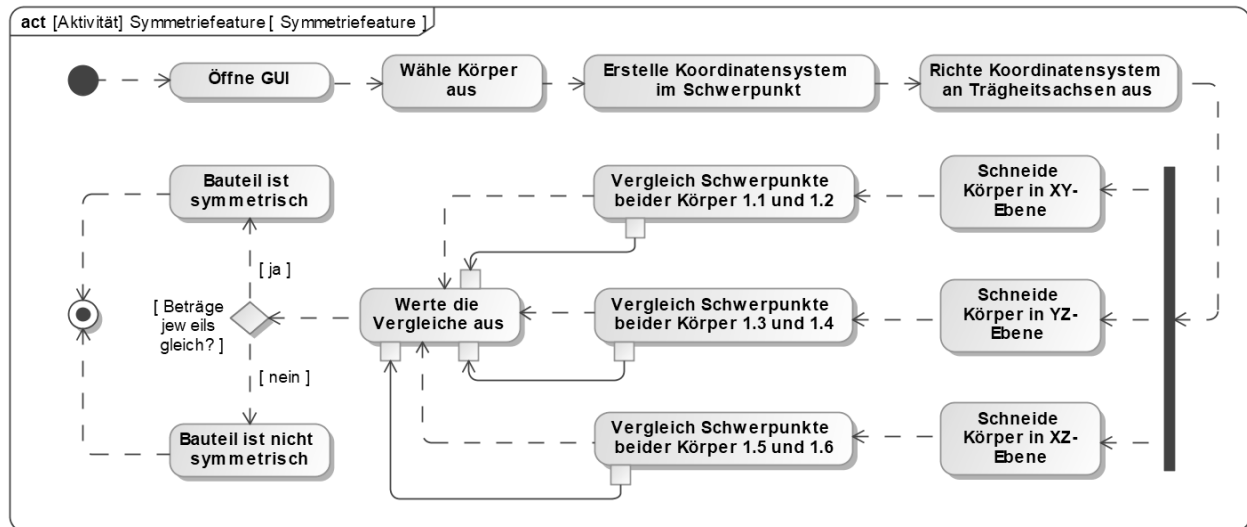 act [Aktivität] Symmetriefeature [ Symmetriefeature ]
Öffne GUI
Wähle Körper
aus
Erstelle Koordinatensystem
im Schwerpunkt
Richte Koordinatensystem
an Trägheitsachsen aus
Bauteil ist
symmetrisch
Vergleich Schwerpunkte
beider Körper 1.1 und 1.2
Schneide
Körper in XY-
Ebene
[ ja ]
[ Beträge
jew eils
gleich? ]
Werte die
Vergleiche aus
Vergleich Schwerpunkte
beider Körper 1.3 und 1.4
Schneide
Körper in YZ-
Ebene
[ nein ]
Bauteil ist nicht
symmetrisch
Vergleich Schwerpunkte
beider Körper 1.5 und 1.6
Schneide
Körper in XZ-
Ebene